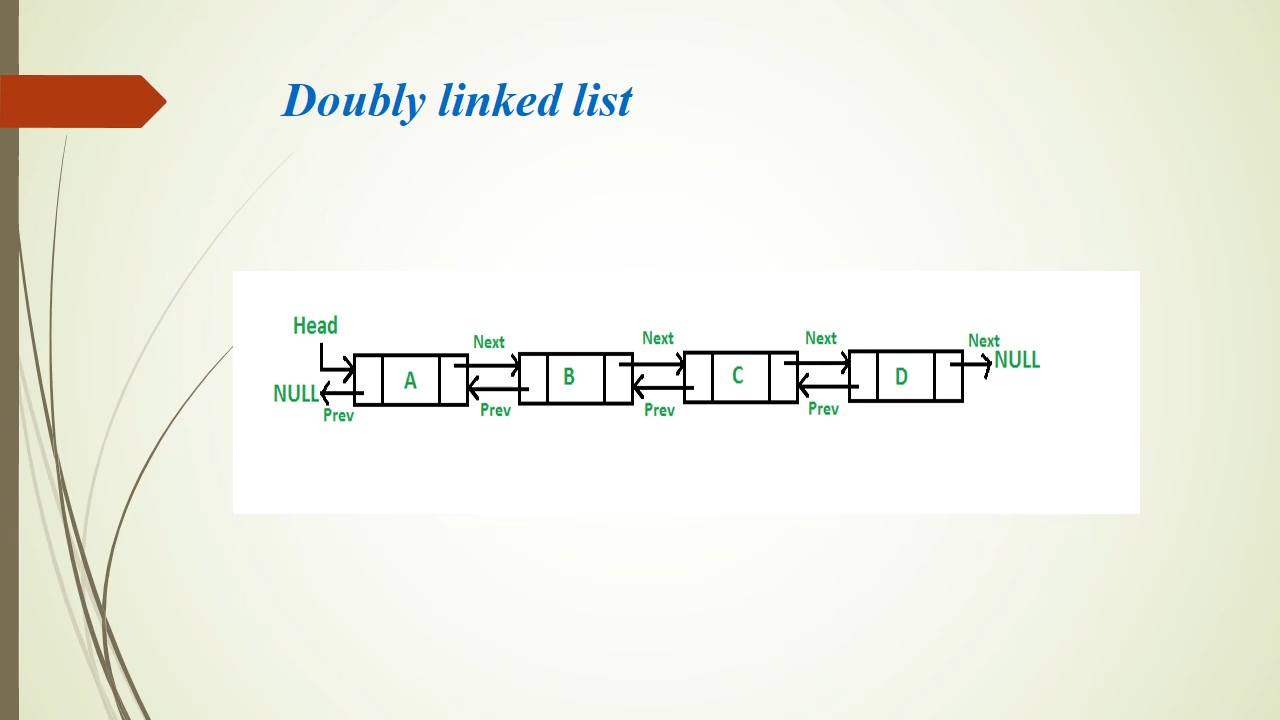 Doubly linked list
Head
Next
Next
Next
Next
NULL
A
B
C
D
NULL
Prev
Prev
Prev
Prev